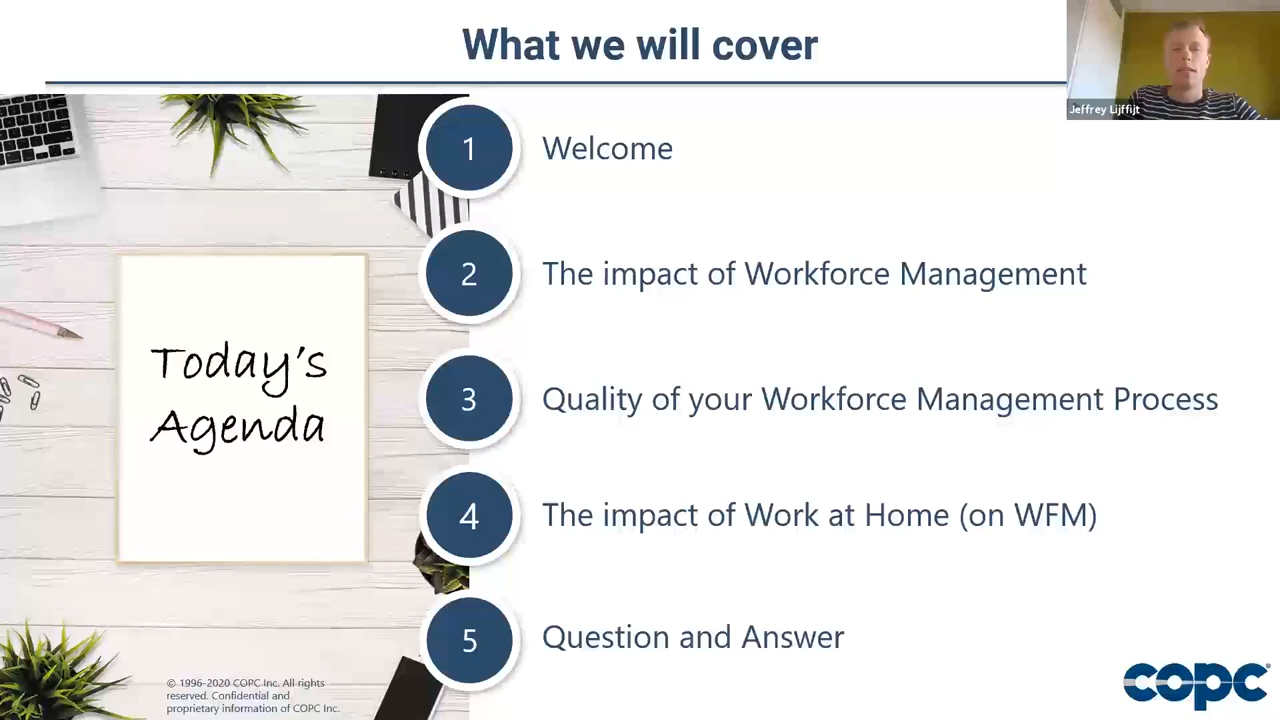 What we will cover
Jeffrey Lijffijt
1
Welcome
2
The impact of Workforce Management
3
Quality of your Workforce Management Process
4
The impact of Work at Home (on WFM)
5
Question and Answer
Today's
Agenda
© 1996-2020 COPC Inc. All rights
reserved. Confidential and
proprietary information of COPC Inc.
copc®